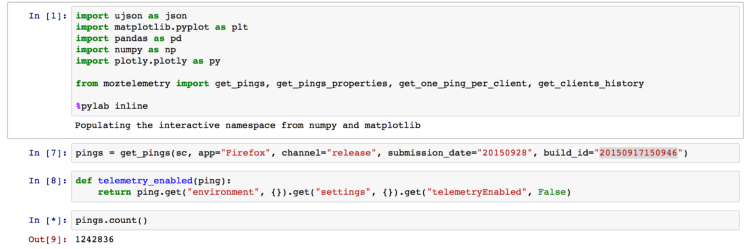 In [1]: import ujson as json
import matplotlib.pyplot as plt
import pandas as pd
import numpy as np
import plotly.plotly as py
from moztelemetry import get_pings, get_pings_properties, get_one_ping_per_client, get_clients_history
%pylab inline
Populating the interactive namespace from numpy and matplotlib
In [7]: pings = get_pings(sc, app="Firefox", channel="release", submission_date="20150928", build_id="20150917150946")
In [8]: def telemetry_enabled(ping):
return ping.get("environment", {}).get("settings", {}).get("telemetryEnabled", False)
In [*]: pings.count()
Out[9]: 1242836